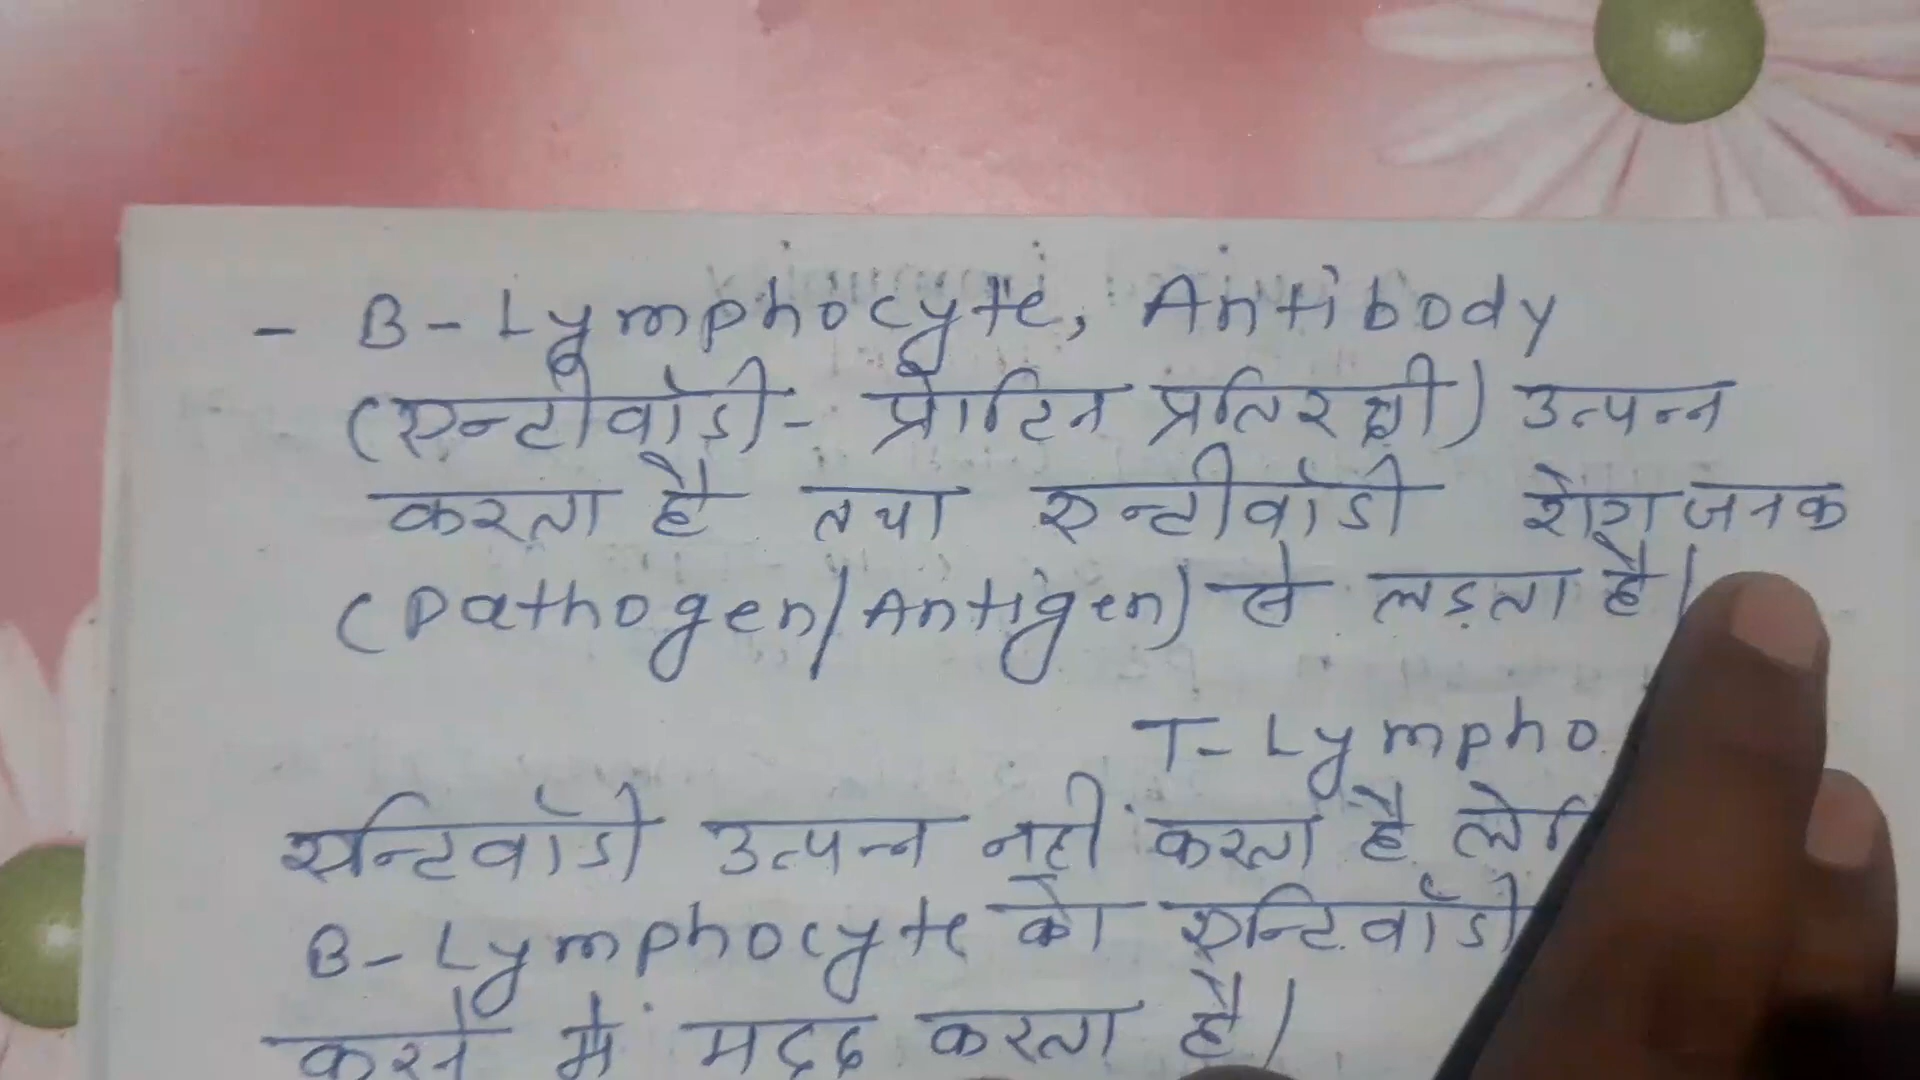 - B-Lymphocyte, Antibody
(एन्टीबॉडी - प्रोटिन प्रतिरक्षी) उत्पन्न
करता है तथा एन्टीबॉडी रोगजनक
(Pathogen/Antigen) से लड़ता है।
T-Lympho
एन्टिबॉडी उत्पन्न नहीं करता है
B-Lymphocyte को एन्टिबॉडी
करने में मदद करता है।